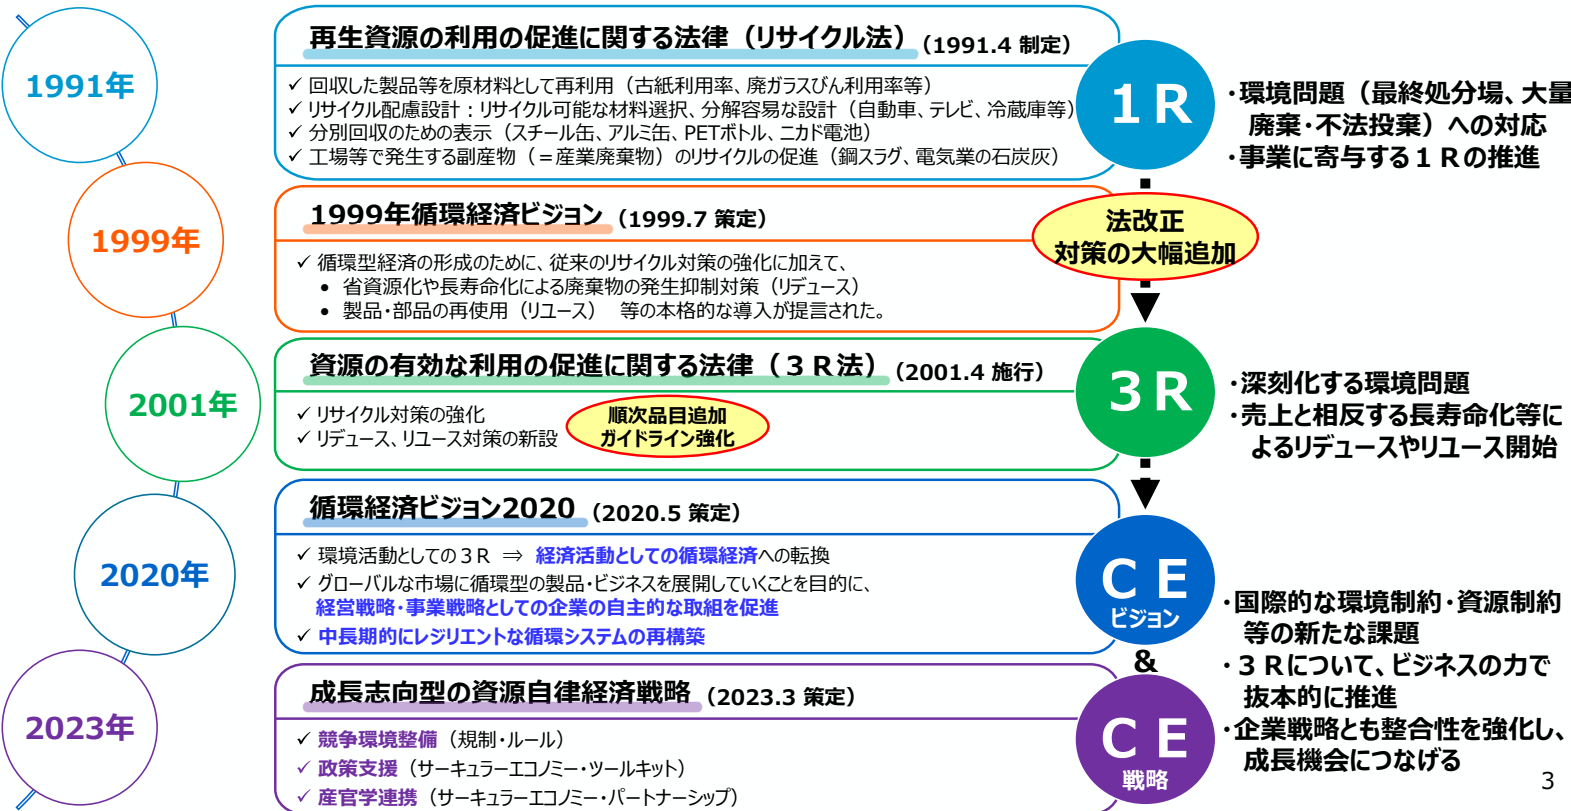 1991年
再生資源の利用の促進に関する法律（リサイクル法）（1991.4 制定）
✓ 回収した製品等を原材料として再利用（古紙利用率、廃ガラスびん利用率等）
✓ リサイクル配慮設計：リサイクル可能な材料選択、分解容易な設計（自動車、テレビ、冷蔵庫等）
✓ 分別回収のための表示（スチール缶、アルミ缶、PETボトル、ニカド電池）
✓ 工場等で発生する副産物（＝産業廃棄物）のリサイクルの促進（鋼スラグ、電気業の石炭灰）
１Ｒ
・環境問題（最終処分場、大量
廃棄・不法投棄）への対応
・事業に寄与する１Ｒの推進
1999年
1999年循環経済ビジョン（1999.7 策定）
✓ 循環型経済の形成のために、従来のリサイクル対策の強化に加えて、
• 省資源化や長寿命化による廃棄物の発生抑制対策（リデュース）
• 製品・部品の再使用（リユース）　等の本格的な導入が提言された。
法改正
対策の大幅追加
2001年
資源の有効な利用の促進に関する法律（３Ｒ法）（2001.4 施行）
✓ リサイクル対策の強化
✓ リデュース、リユース対策の新設
順次品目追加
ガイドライン強化
３Ｒ
・深刻化する環境問題
・売上と相反する長寿命化等に
よるリデュースやリユース開始
2020年
循環経済ビジョン2020（2020.5 策定）
✓ 環境活動としての３Ｒ ⇒ 経済活動としての循環経済への転換
✓ グローバルな市場に循環型の製品・ビジネスを展開していくことを目的に、
経営戦略・事業戦略としての企業の自主的な取組を促進
✓ 中長期的にレジリエントな循環システムの再構築
ＣＥ
ビジョン
&
2023年
成長志向型の資源自律経済戦略（2023.3 策定）
✓ 競争環境整備（規制・ルール）
✓ 政策支援（サーキュラーエコノミー・ツールキット）
✓ 産官学連携（サーキュラーエコノミー・パートナーシップ）
ＣＥ
戦略
・国際的な環境制約・資源制約
等の新たな課題
・３Ｒについて、ビジネスの力で
抜本的に推進
・企業戦略とも整合性を強化し、
成長機会につなげる
3